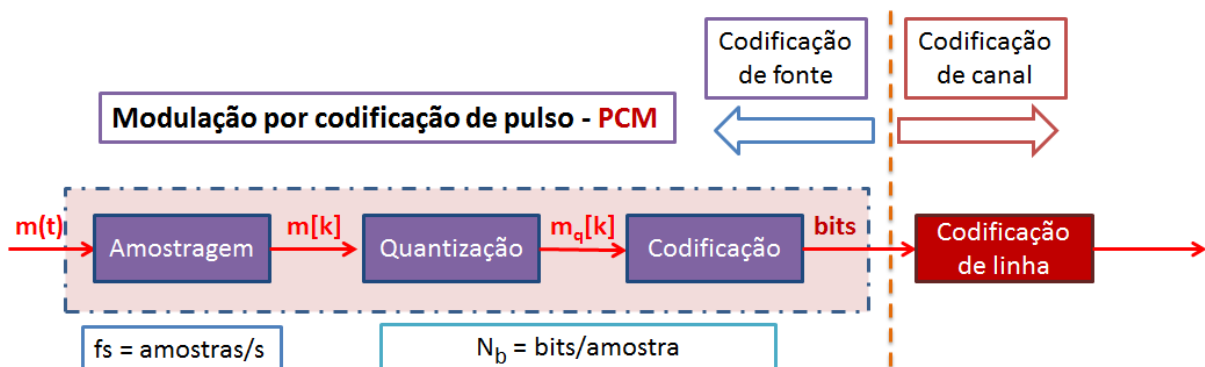 Codificação
de fonte
Codificação
de canal
Modulação por codificação de pulso - PCM
m(t)
Amostragem
m[k]
Quantização
mq[k]
Codificação
bits
Codificação
de linha
fs = amostras/s
Nb = bits/amostra